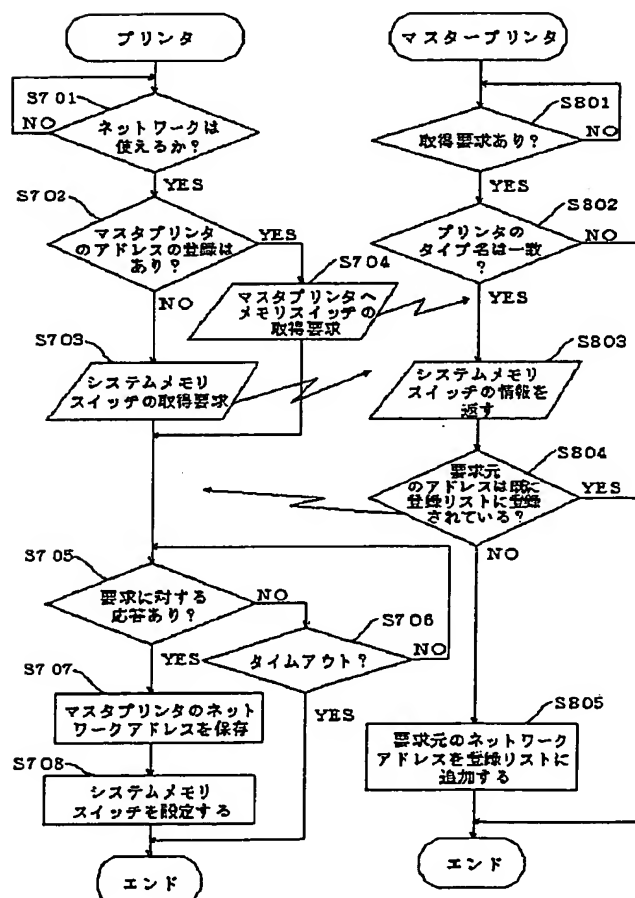 プリンタ
S701
ネットワークは
使えるか?
NO
YES
S702
マスタプリンタ
のアドレスの登録は
あり?
YES
NO
S704
マスタプリンタへ
メモリスイッチの
取得要求
S703
システムメモリ
スイッチの取得要求
S705
要求に対する
応答あり?
NO
YES
S706
タイムアウト?
NO
YES
S707
マスタプリンタのネット
ワークアドレスを保存
S708
システムメモリ
スイッチを設定する
エンド
マスタープリンタ
S801
取得要求あり?
NO
YES
S802
プリンタの
タイプ名は一致
?
NO
YES
S803
システムメモリ
スイッチの情報を
返す
S804
要求元
のアドレスは既に
登録リストに登録
されている?
YES
NO
S805
要求元のネットワーク
アドレスを登録リストに
追加する
エンド